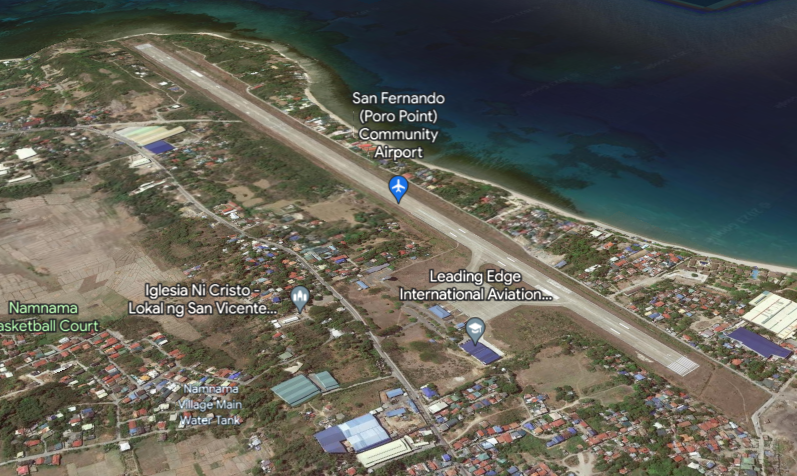 San Fernando
(Poro Point)
Community
Airport
Leading Edge
International Aviation...
Iglesia Ni Cristo -
Lokal ng San Vicente...
Namnama
asketball Court
Namnama
Village Main
Water Tank